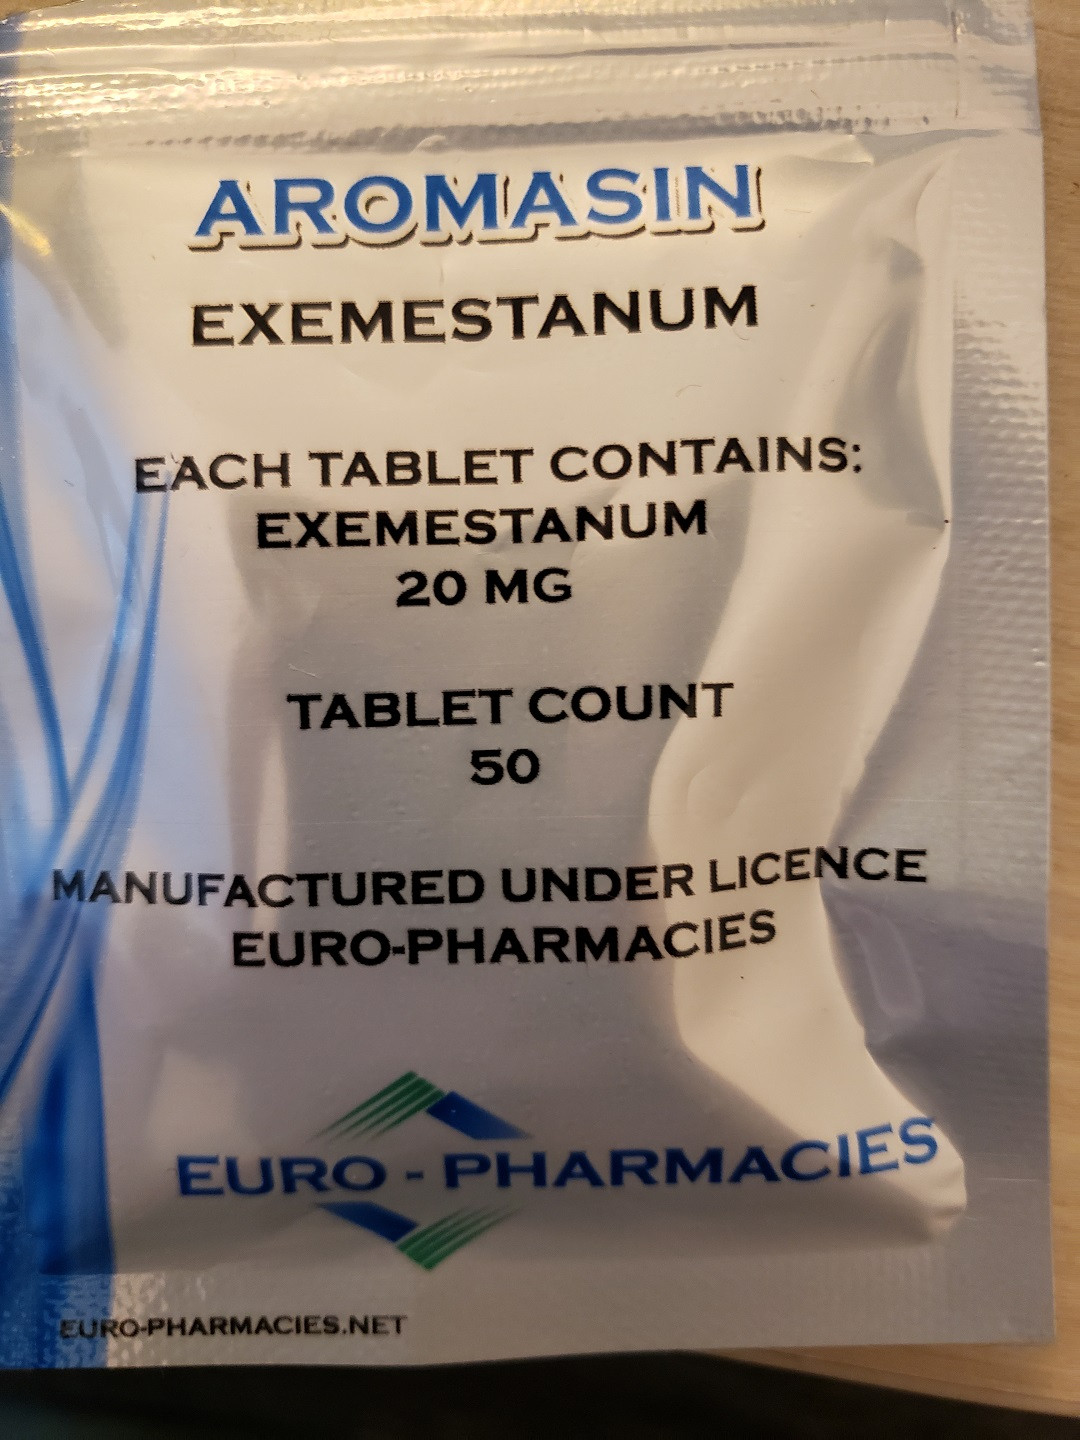 AROMASIN
EXEMESTANUM
EACH TABLET CONTAINS:
EXEMESTANUM
20 MG
TABLET COUNT
50
MANUFACTURED UNDER LICENCE
EURO-PHARMACIES
EURO - PHARMACIES
EURO-PHARMACIES.NET